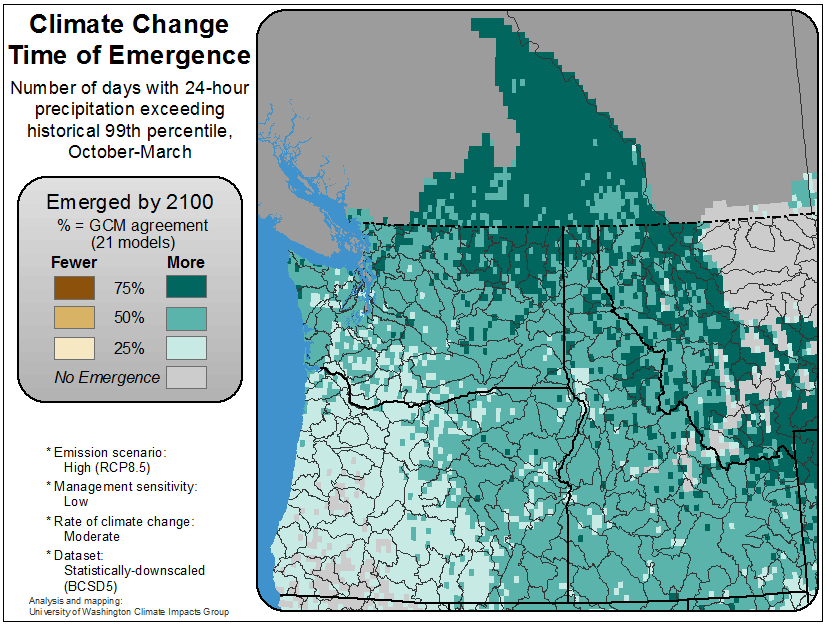 Climate Change
Time of Emergence
Number of days with 24-hour
precipitation exceeding
historical 99th percentile,
October-March
Emerged by 2100
% = GCM agreement
(21 models)
Fewer More
75%
50%
25%
No Emergence
* Emission scenario:
High (RCP8.5)
* Management sensitivity:
Low
* Rate of climate change:
Moderate
* Dataset:
Statistically-downscaled
(BCSD5)
Analysis and mapping:
University of Washington Climate Impacts Group